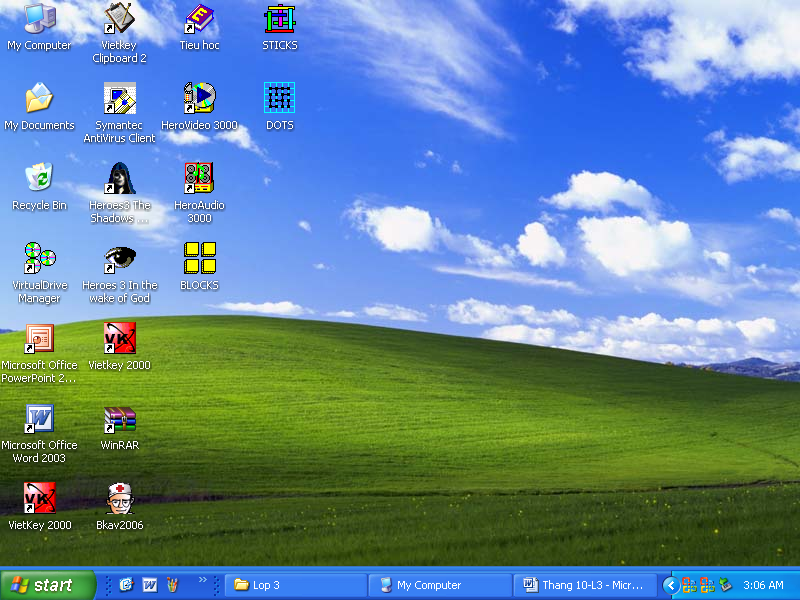 My Computer
Vietkey
Clipboard 2
Tieu hoc
STICKS
My Documents
Symantec
AntiVirus Client
HeroVideo 3000
DOTS
Recycle Bin
Heroes3 The
Shadows ...
HeroAudio
3000
VirtualDrive
Manager
Heroes 3 In the
wake of God
BLOCKS
Microsoft Office
PowerPoint 2...
Vietkey 2000
Microsoft Office
Word 2003
WinRAR
VietKey 2000
Bkav2006
start
Lop 3
My Computer
Thang 10-L3 - Micr...
3:06 AM